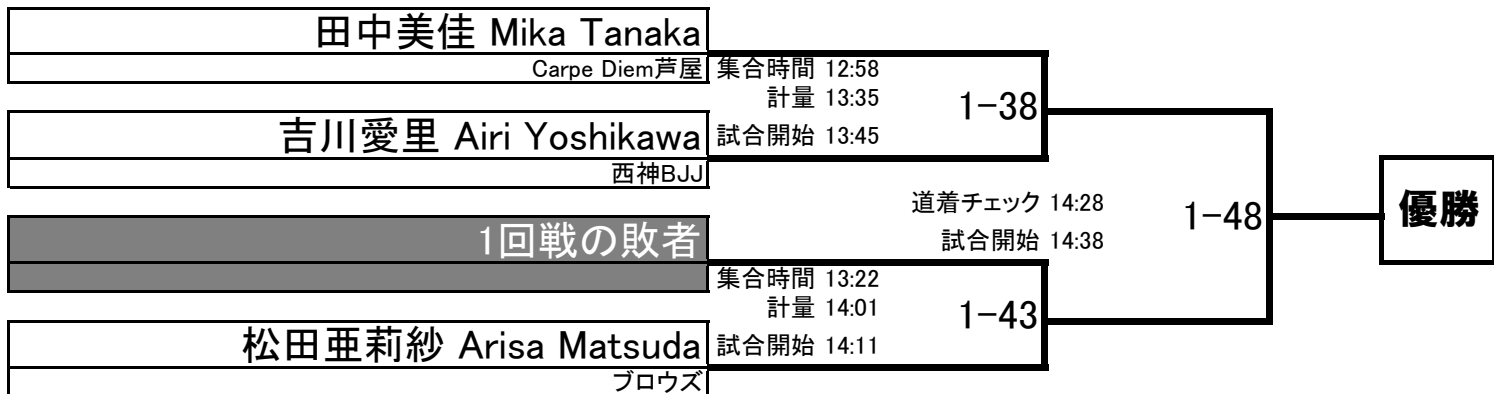 田中美佳 Mika Tanaka
Carpe Diem芦屋
集合時間 12:58
計量 13:35
1-38
吉川愛里 Airi Yoshikawa
試合開始 13:45
西神BJJ
道着チェック 14:28
1-48
優勝
1回戦の敗者
試合開始 14:38
集合時間 13:22
計量 14:01
1-43
松田亜莉紗 Arisa Matsuda
試合開始 14:11
ブロウズ